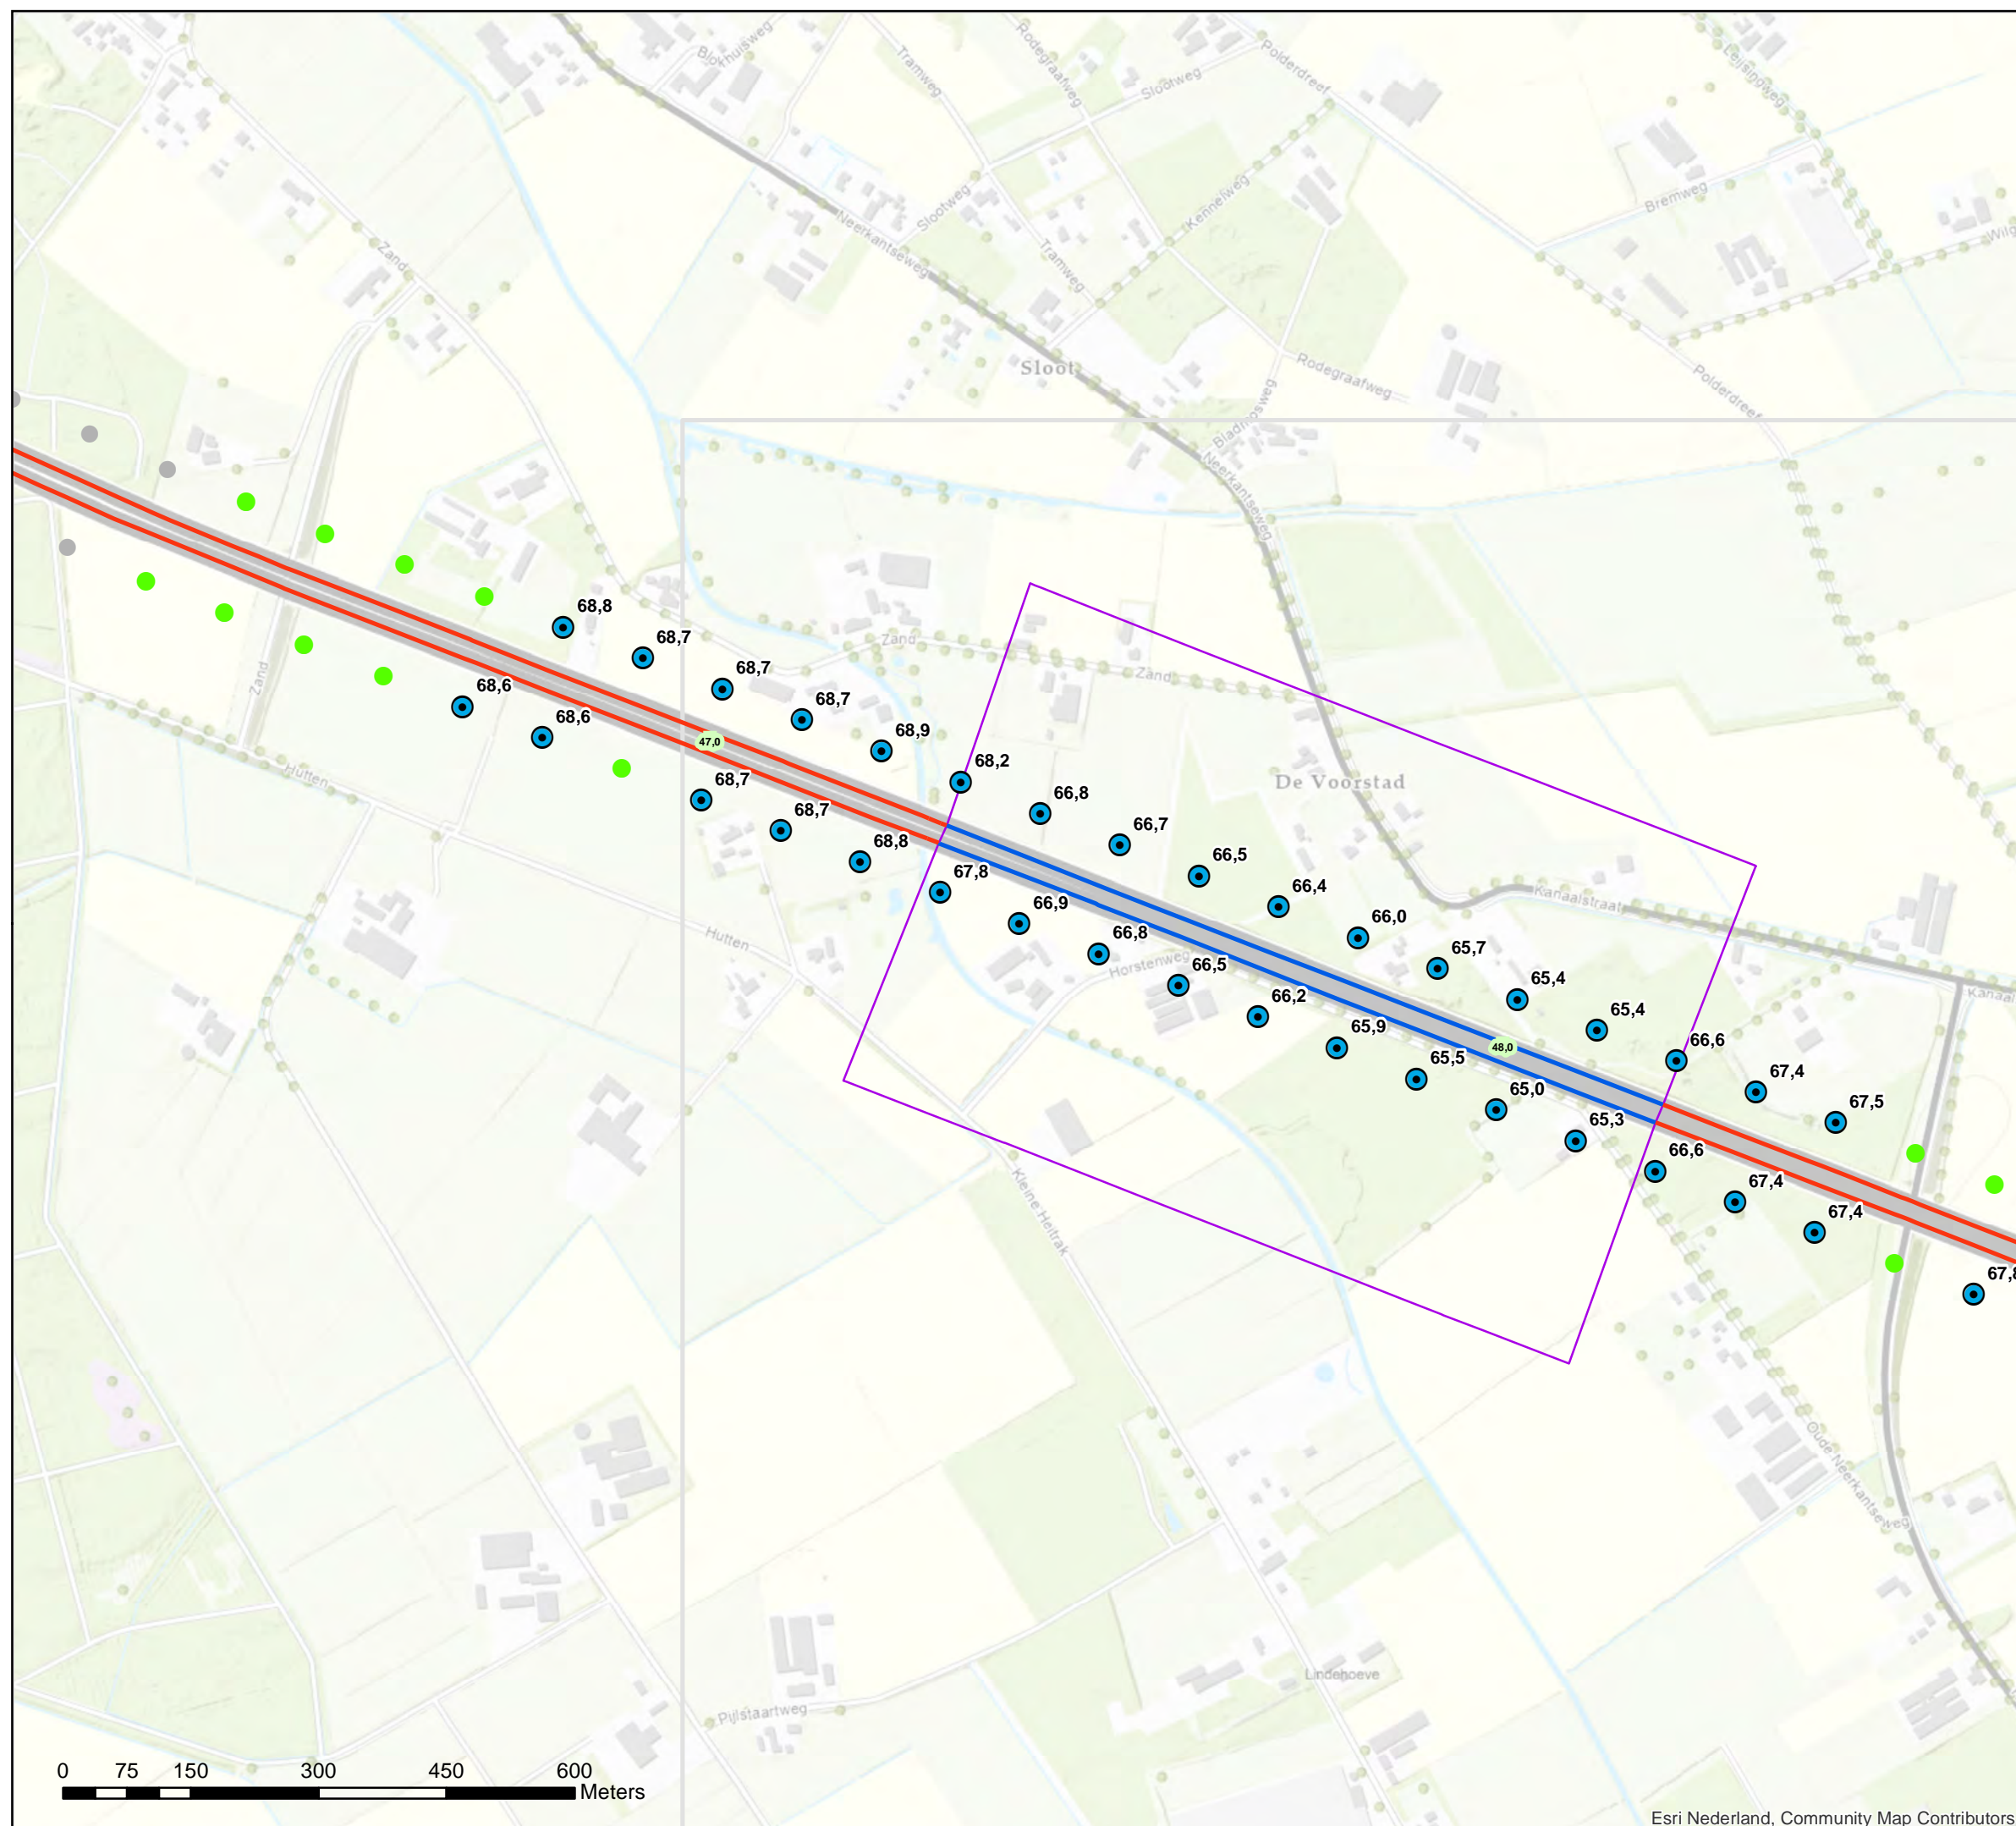 Blokhuisweg
Tramweg
Rodegraafweg
Slootweg
Polderdreef
Leijsingweg
Bremweg
Kennelweg
Slootweg
Neerkantseweg
Tramweg
Zand
Sloot
Rodegraafweg
Polderdreef
Neerkantseweg
68,8
68,7
Zand
68,7
Zand
68,7
68,6
68,6
Zand
47,0
68,9
68,2
De Voorstad
66,8
66,7
66,5
66,4
66,0
65,7
65,4
65,4
66,6
67,4
67,5
Hutten
68,7
68,7
68,8
67,8
66,9
66,8
66,5
66,2
65,9
65,5
65,0
65,3
66,6
67,4
67,4
Kanaalstraat
Hutten
Horstenweg
48,0
Kleine Heitrak
Oude Neerkantseweg
Lindehoeve
Pijlstaartweg
0 75 150 300 450 600
Meters
Esri Nederland, Community Map Contributors